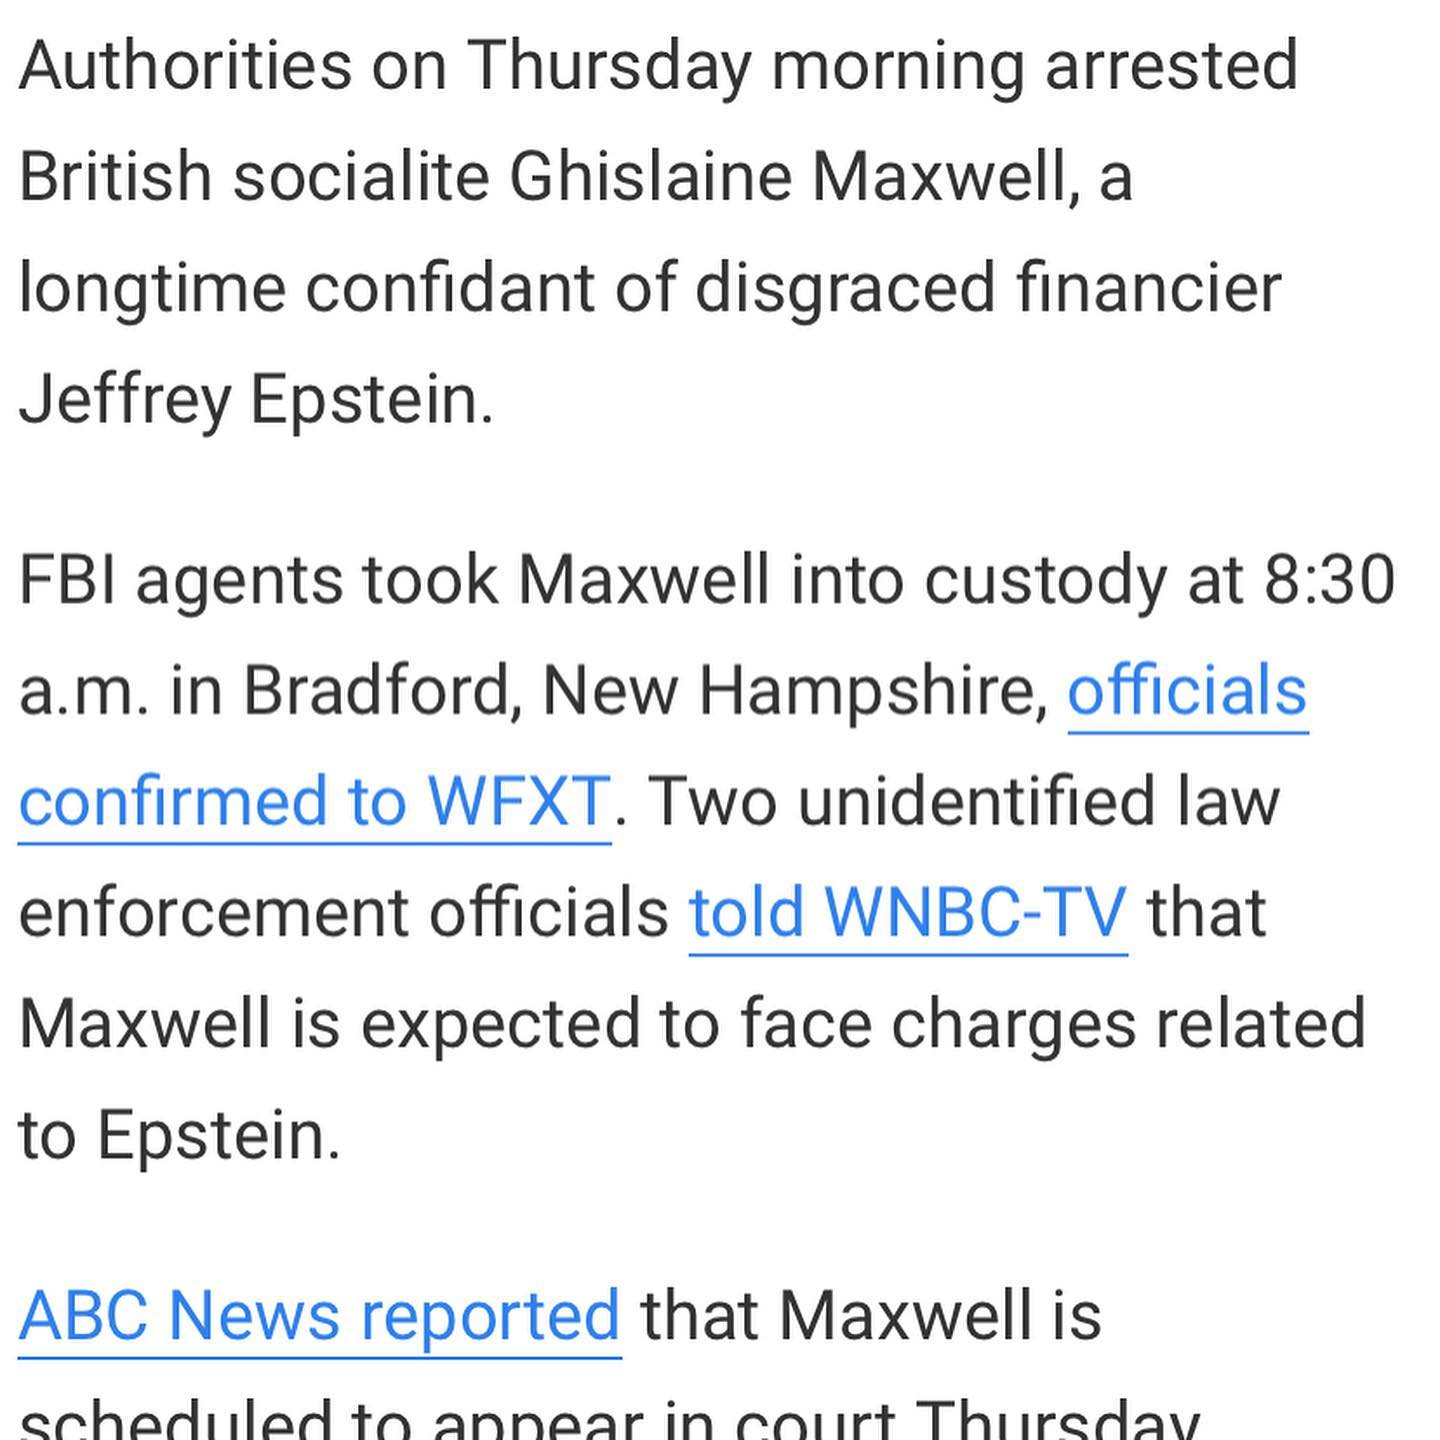 Authorities on Thursday morning arrested
British socialite Ghislaine Maxwell, a
longtime confidant of disgraced financier
Jeffrey Epstein.
FBI agents took Maxwell into custody at 8:30
a.m. in Bradford, New Hampshire, officials
confirmed to WFXT. Two unidentified law
enforcement officials told WNBC-TV that
Maxwell is expected to face charges related
to Epstein.
ABC News reported that Maxwell is
scheduled to appear in court Thursday